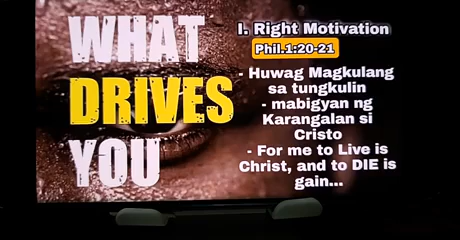 WHAT
DRIVES
YOU
I. Right Motivation
Phil.1:20-21
- Huwag Magkulang
sa tungkulin
- mabigyan ng
Karangalan si
Cristo
- For me to Live is
Christ, and to DIE is
gain...